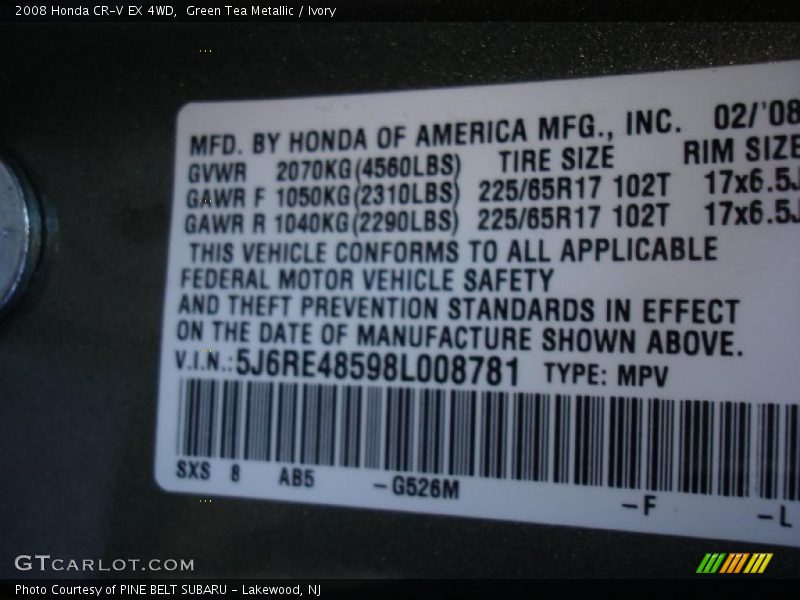 2008 Honda CR-V EX 4WD,  Green Tea Metallic / Ivory
MFD. BY HONDA OF AMERICA MFG., INC. 02/'08
GVWR 2070KG(4560LBS) TIRE SIZE RIM SIZE
GAWR F 1050KG(2310LBS) 225/65R17 102T 17x6.5J
GAWR R 1040KG(2290LBS) 225/65R17 102T 17x6.5J
THIS VEHICLE CONFORMS TO ALL APPLICABLE
FEDERAL MOTOR VEHICLE SAFETY
AND THEFT PREVENTION STANDARDS IN EFFECT
ON THE DATE OF MANUFACTURE SHOWN ABOVE.
V.I.N.: 5J6RE48598L008781 TYPE: MPV
SXS 8 AB5 -G526M -F -L
GTCARLOT.COM
Photo Courtesy of PINE BELT SUBARU - Lakewood, NJ